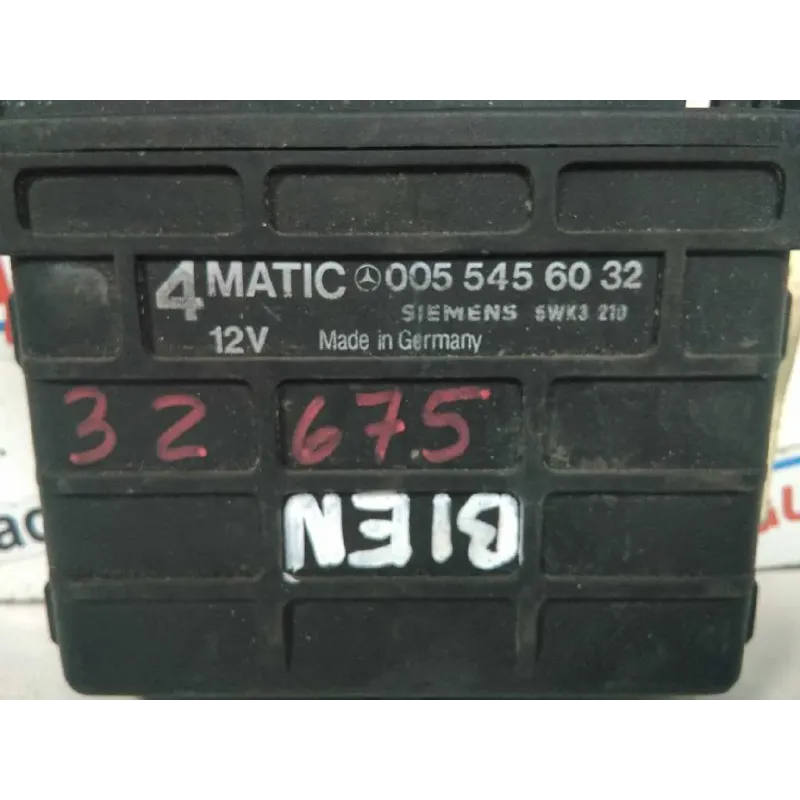 4MATIC 005 545 60 32
SIEMENS 5WK3 210
12V Made in Germany
32 675
BIEN